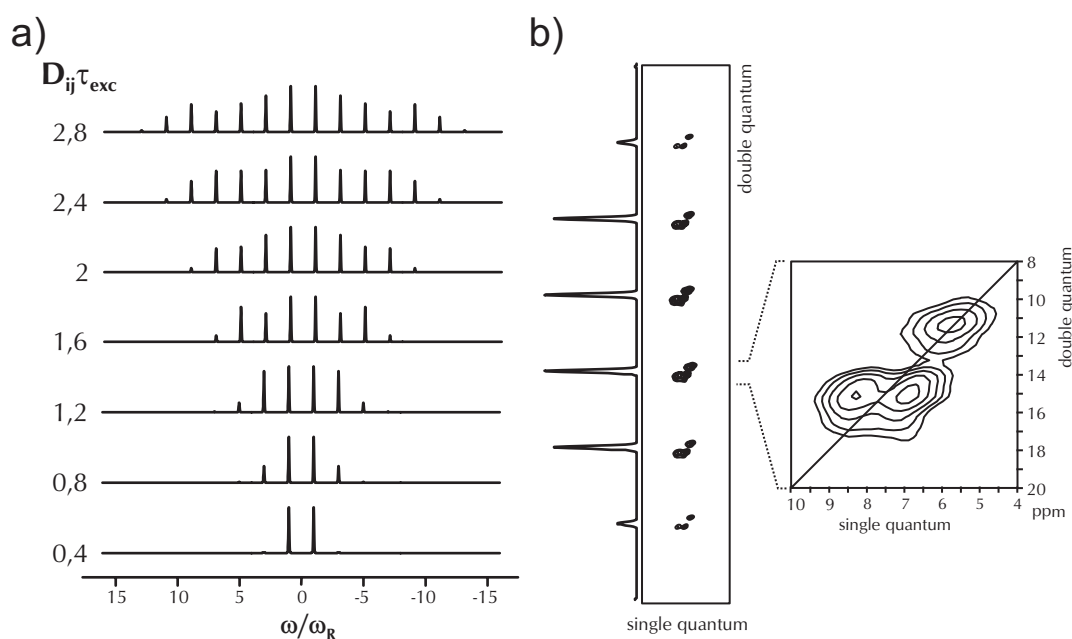 a)
D_ij τ_exc
2,8
2,4
2
1,6
1,2
0,8
0,4
15 10 5 0 -5 -10 -15
ω/ω_R
b)
double quantum
single quantum
8
10
12
14
16
18
20
double quantum
10 9 8 7 6 5 4 ppm
single quantum